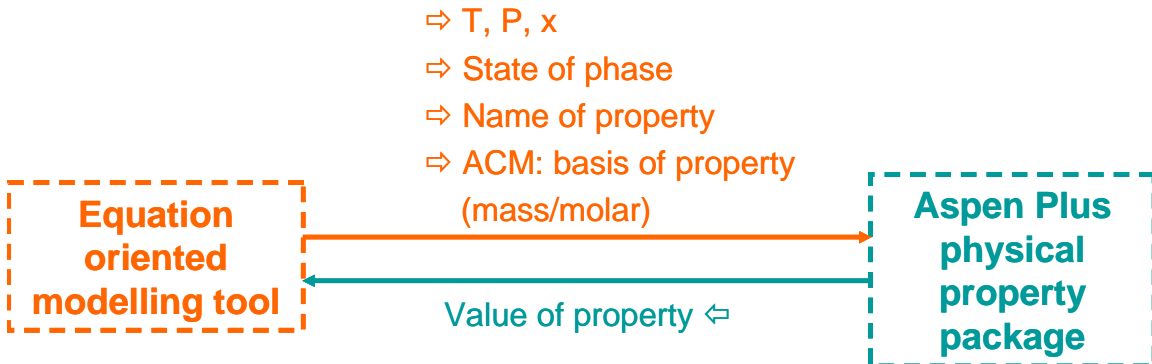 ⇨ T, P, x
⇨ State of phase
⇨ Name of property
⇨ ACM: basis of property
(mass/molar)
Equation
oriented
modelling tool
Aspen Plus
physical
property
package
Value of property ⇦